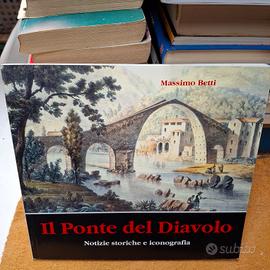 Massimo Betti
Il Ponte del Diavolo
Notizie storiche e iconografia
subito